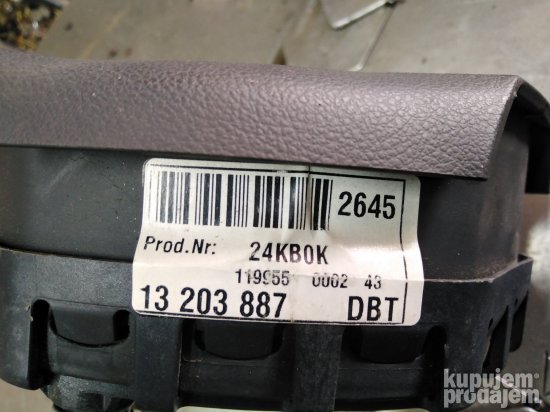 2645
Prod.Nr: 24KB0K
119955 0002 43
13 203 887 DBT
kupujem
prodajem